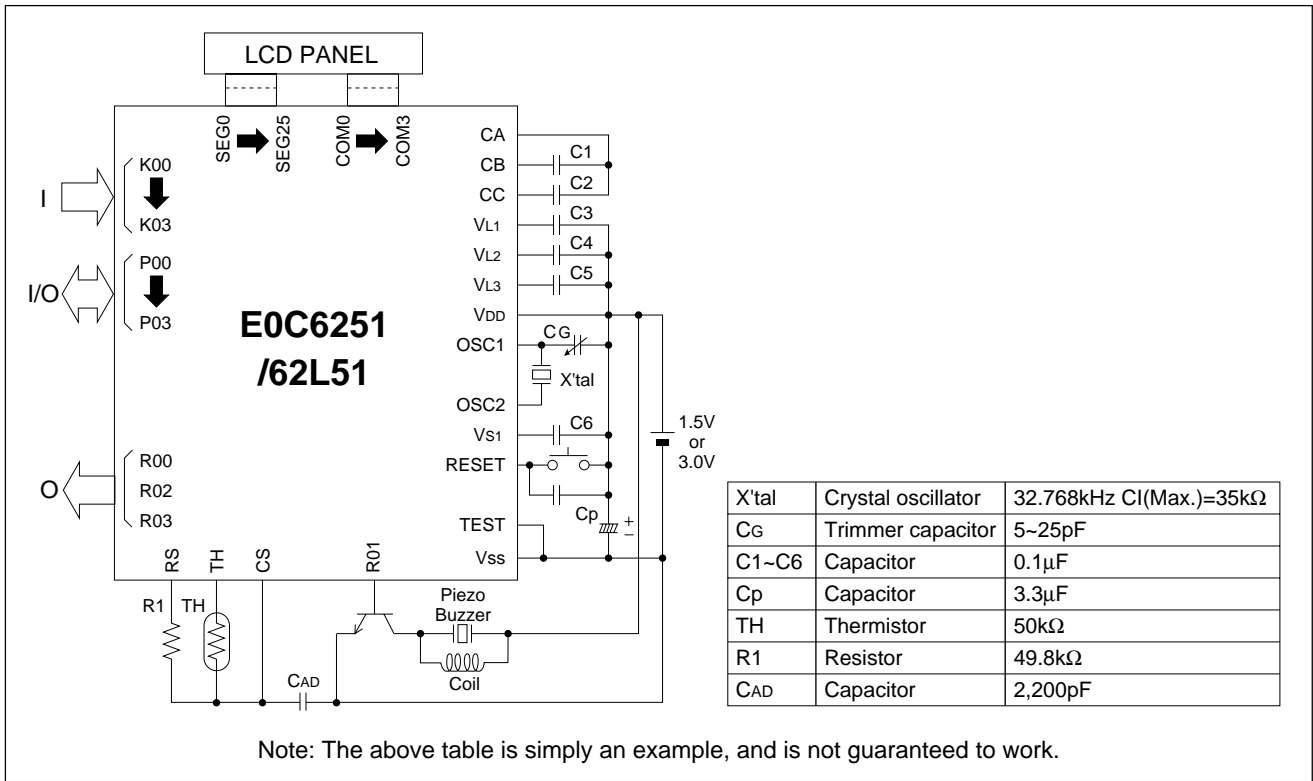 LCD PANEL
SEG0
SEG25
COM0
COM3
I
K00
K03
I/O
P00
P03
O
R00
R02
R03
E0C6251
/62L51
CA
CB
CC
VL1
VL2
VL3
VDD
OSC1
OSC2
VS1
RESET
TEST
VSS
C1
C2
C3
C4
C5
CG
X'tal
C6
Cp
+
−
1.5V
or
3.0V
RS
TH
CS
R01
R1
TH
CAD
Piezo
Buzzer
Coil
X'tal Crystal oscillator 32.768kHz CI(Max.)=35kΩ
CG Trimmer capacitor 5~25pF
C1~C6 Capacitor 0.1μF
Cp Capacitor 3.3μF
TH Thermistor 50kΩ
R1 Resistor 49.8kΩ
CAD Capacitor 2,200pF
Note: The above table is simply an example, and is not guaranteed to work.